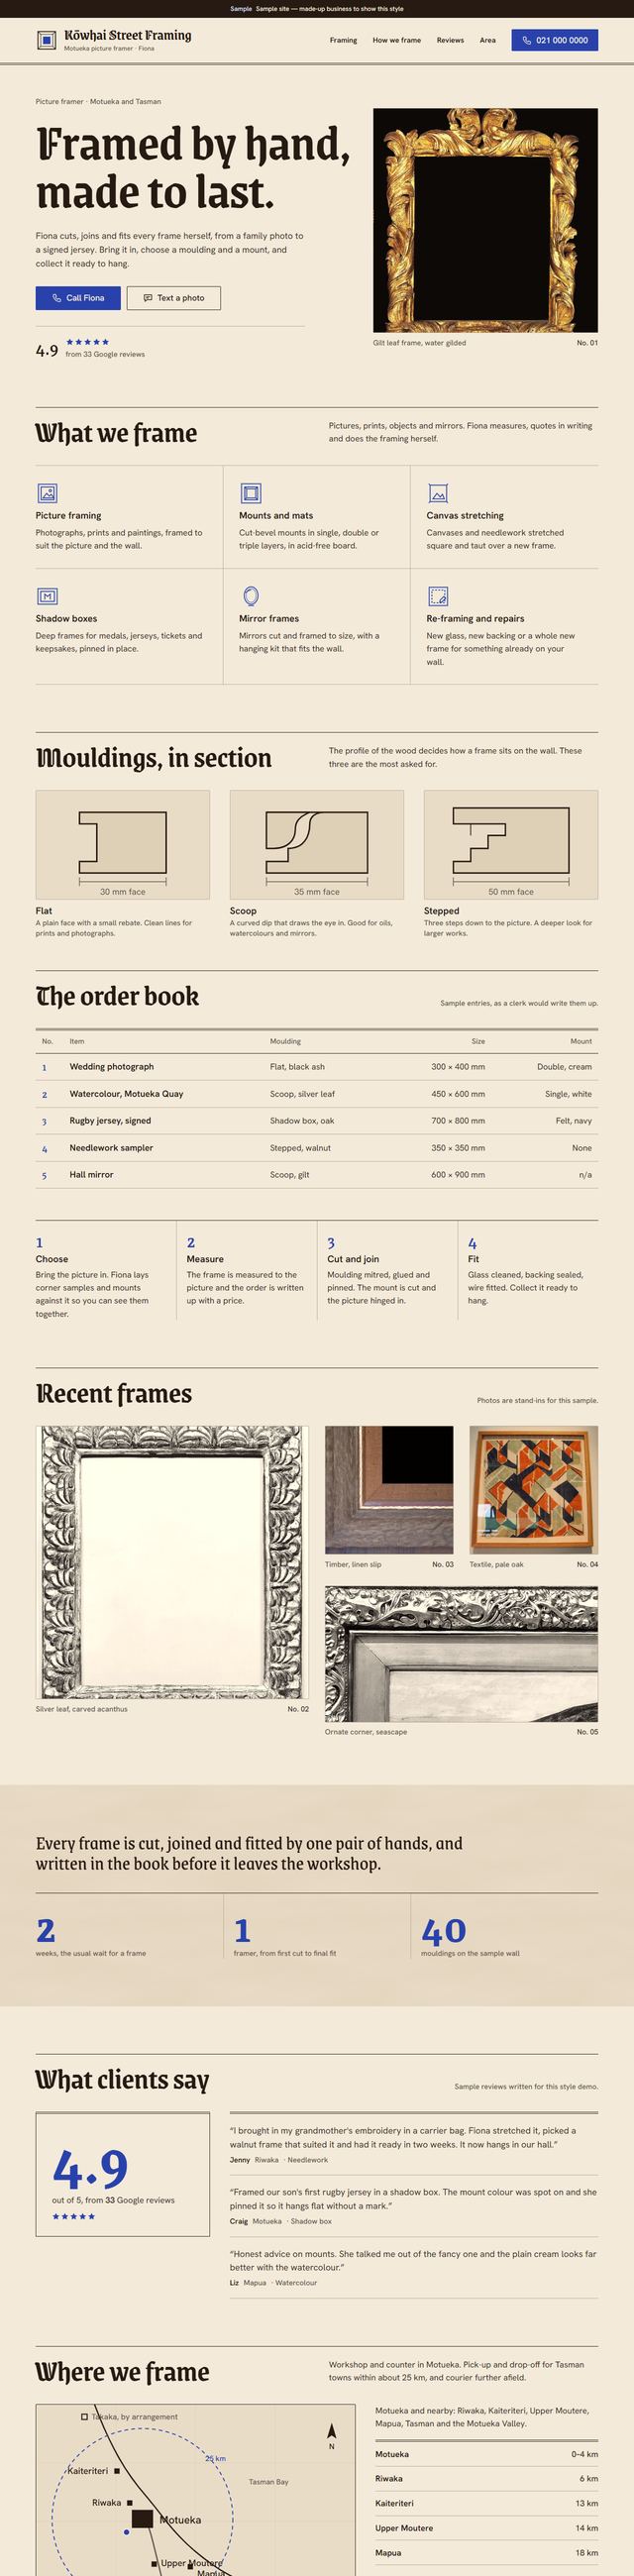 Sample Sample site — made-up business to show this style
Kōwhai Street Framing
Motueka picture framer · Fiona
Framing
How we frame
Reviews
Area
021 000 0000
Picture framer · Motueka and Tasman
Framed by hand,
made to last.
Fiona cuts, joins and fits every frame herself, from a family photo to
a signed jersey. Bring it in, choose a moulding and a mount, and
collect it ready to hang.
Call Fiona
Text a photo
4.9
from 33 Google reviews
Gilt leaf frame, water gilded
No. 01
What we frame
Pictures, prints, objects and mirrors. Fiona measures, quotes in writing
and does the framing herself.
Picture framing
Photographs, prints and paintings, framed to
suit the picture and the wall.
Mounts and mats
Cut-bevel mounts in single, double or
triple layers, in acid-free board.
Canvas stretching
Canvases and needlework stretched
square and taut over a new frame.
Shadow boxes
Deep frames for medals, jerseys, tickets and
keepsakes, pinned in place.
Mirror frames
Mirrors cut and framed to size, with a
hanging kit that fits the wall.
Re-framing and repairs
New glass, new backing or a whole new
frame for something already on your
wall.
Mouldings, in section
The profile of the wood decides how a frame sits on the wall. These
three are the most asked for.
30 mm face
Flat
A plain face with a small rebate. Clean lines for
prints and photographs.
35 mm face
Scoop
A curved dip that draws the eye in. Good for oils,
watercolours and mirrors.
50 mm face
Stepped
Three steps down to the picture. A deeper look for
larger works.
The order book
Sample entries, as a clerk would write them up.
No. Item Moulding Size Mount
1 Wedding photograph Flat, black ash 300 × 400 mm Double, cream
2 Watercolour, Motueka Quay Scoop, silver leaf 450 × 600 mm Single, white
3 Rugby jersey, signed Shadow box, oak 700 × 800 mm Felt, navy
4 Needlework sampler Stepped, walnut 350 × 350 mm None
5 Hall mirror Scoop, gilt 600 × 900 mm n/a
1
Choose
Bring the picture in. Fiona lays
corner samples and mounts
against it so you can see them
together.
2
Measure
The frame is measured to the
picture and the order is written
up with a price.
3
Cut and join
Moulding mitred, glued and
pinned. The mount is cut and
the picture hinged in.
4
Fit
Glass cleaned, backing sealed,
wire fitted. Collect it ready to
hang.
Recent frames
Photos are stand-ins for this sample.
Silver leaf, carved acanthus
No. 02
Timber, linen slip
No. 03
Textile, pale oak
No. 04
Ornate corner, seascape
No. 05
Every frame is cut, joined and fitted by one pair of hands, and
written in the book before it leaves the workshop.
2
weeks, the usual wait for a frame
1
framer, from first cut to final fit
40
mouldings on the sample wall
What clients say
Sample reviews written for this style demo.
4.9
out of 5, from 33 Google reviews
“I brought in my grandmother's embroidery in a carrier bag. Fiona stretched it, picked a
walnut frame that suited it and had it ready in two weeks. It now hangs in our hall.”
Jenny Riwaka · Needlework
“Framed our son's first rugby jersey in a shadow box. The mount colour was spot on and she
pinned it so it hangs flat without a mark.”
Craig Motueka · Shadow box
“Honest advice on mounts. She talked me out of the fancy one and the plain cream looks far
better with the watercolour.”
Liz Mapua · Watercolour
Where we frame
Workshop and counter in Motueka. Pick-up and drop-off for Tasman
towns within about 25 km, and courier further afield.
Takaka, by arrangement
25 km
N
Kaiteriteri
Tasman Bay
Riwaka
Motueka
Upper Moutere
Mapua
Motueka and nearby: Riwaka, Kaiteriteri, Upper Moutere,
Mapua, Tasman and the Motueka Valley.
Motueka 0–4 km
Riwaka 6 km
Kaiteriteri 13 km
Upper Moutere 14 km
Mapua 18 km